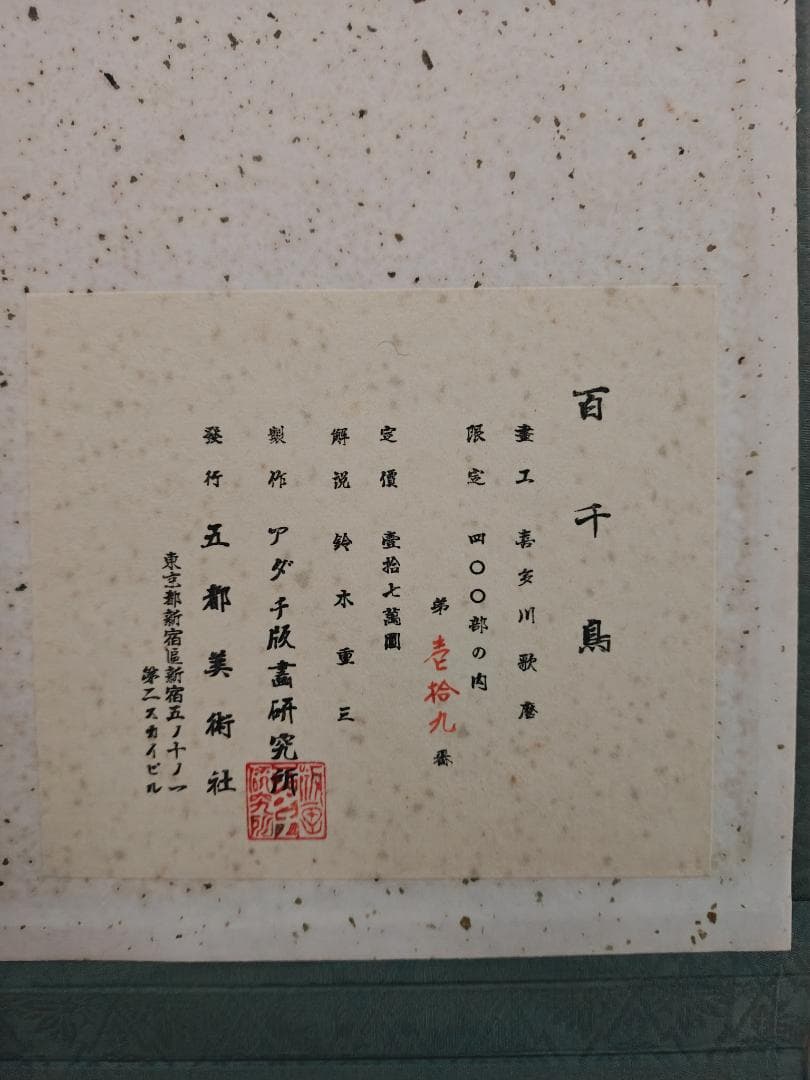 百千鳥
畫工 喜多川歌麿
限定 四〇〇部の内
第 壱拾九 番
定價 壹拾七萬圓
解説 鈴木重三
製作 アダチ版畫研究所
發行 五都美術社
東京都新宿區新宿五ノ十ノ一
第二スカイビル